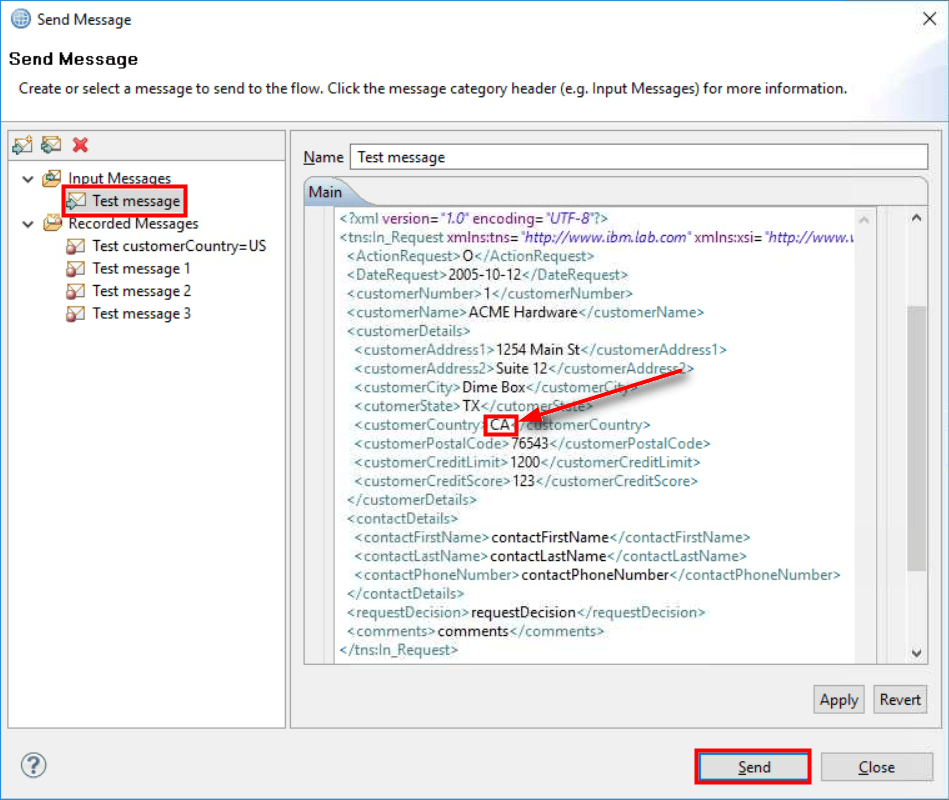 Send Message
Send Message
Create or select a message to send to the flow. Click the message category header (e.g. Input Messages) for more information.
Input Messages
Test message
Recorded Messages
Test customerCountry=US
Test message 1
Test message 2
Test message 3
Name Test message
Main
<?xml version="1.0" encoding="UTF-8"?>
<tns:In_Request xmlns:tns="http://www.ibm.lab.com" xmlns:xsi="http://www.
<ActionRequest>O</ActionRequest>
<DateRequest>2005-10-12</DateRequest>
<customerNumber>1</customerNumber>
<customerName>ACME Hardware</customerName>
<customerDetails>
<customerAddress1>1254 Main St</customerAddress1>
<customerAddress2>Suite 12</customerAddress2>
<customerCity>Dime Box</customerCity>
<cutomerState>TX</cutomerState>
<customerCountry>CA</customerCountry>
<customerPostalCode>76543</customerPostalCode>
<customerCreditLimit>1200</customerCreditLimit>
<customerCreditScore>123</customerCreditScore>
</customerDetails>
<contactDetails>
<contactFirstName>contactFirstName</contactFirstName>
<contactLastName>contactLastName</contactLastName>
<contactPhoneNumber>contactPhoneNumber</contactPhoneNumber>
</contactDetails>
<requestDecision>requestDecision</requestDecision>
<comments>comments</comments>
</tns:In_Request>
Apply Revert
? Send Close